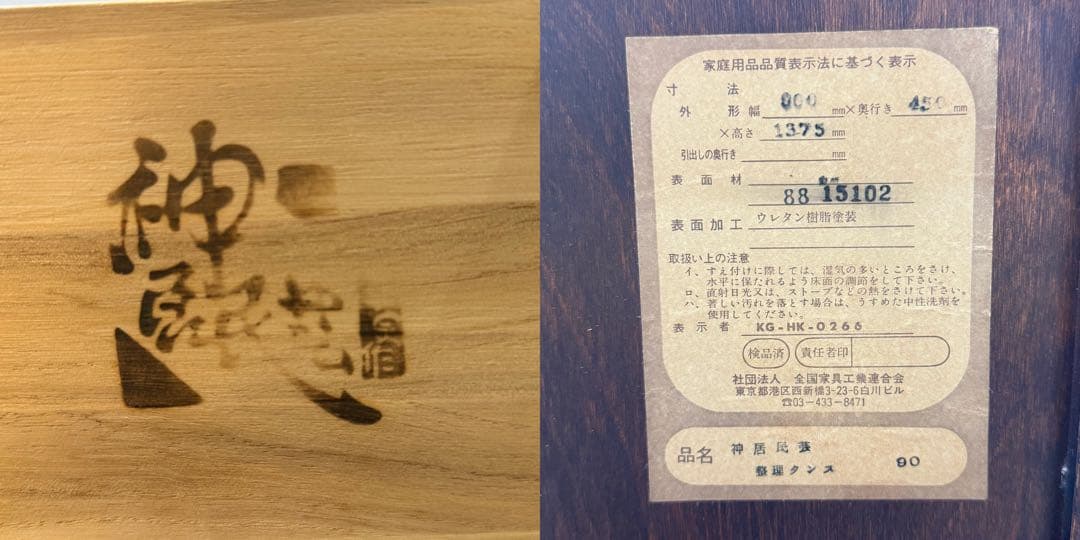 神
家庭用品品質表示法に基づく表示
寸法
外形幅 900 mm×奥行き 450 mm
×高さ 1375 mm
引出しの奥行き mm
表面材
88 15102
表面加工 ウレタン樹脂塗装
取扱い上の注意
イ、すえ付けに際しては、湿気の多いところをさけ、
水平に保たれるよう床面の調節をして下さい。
ロ、直射日光又は、ストーブなどの熱をさけて下さい。
ハ、著しい汚れを落とす場合は、うすめた中性洗剤を
使用してください。
表示者 KG-HK-0266
検品済 責任者印
社団法人 全国家具工業連合会
東京都港区西新橋3-23-6白川ビル
☎03-433-8471
品名 神居民芸
整理タンス 90